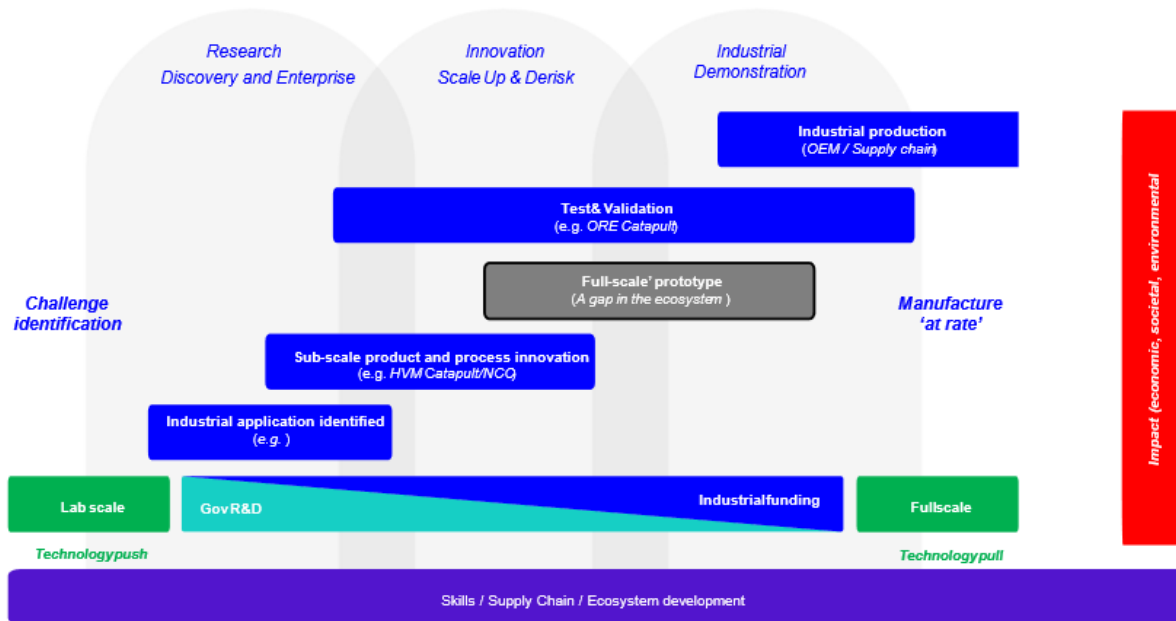 Research
Discovery and Enterprise
Innovation
Scale Up & Derisk
Industrial
Demonstration
Industrial production
(OEM / Supply chain)
Test& Validation
(e.g. ORE Catapult)
Full-scale' prototype
(A gap in the ecosystem )
Challenge
identification
Manufacture
‘at rate’
Sub-scale product and process innovation
(e.g. HVM Catapult/NCC)
Industrial application identified
(e.g. )
Impact (economic, societal, environmental
Lab scale
GovR&D
Industrialfunding
Fullscale
Technologypush
Technologypull
Skills / Supply Chain / Ecosystem development